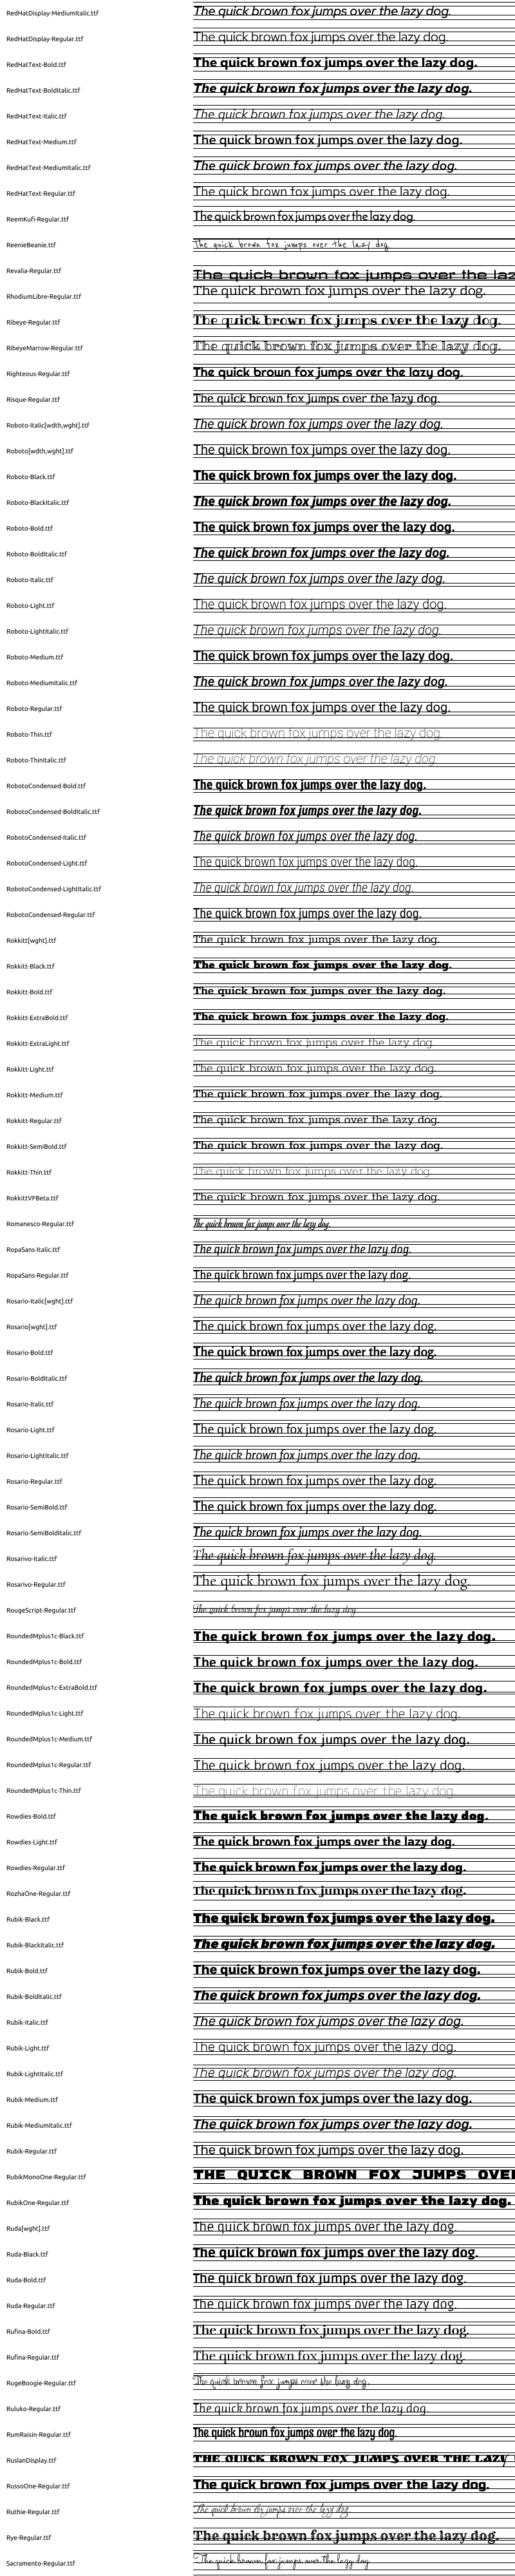 RedHatDisplay-MediumItalic.ttf The quick brown fox jumps over the lazy dog.
RedHatDisplay-Regular.ttf The quick brown fox jumps over the lazy dog.
RedHatText-Bold.ttf The quick brown fox jumps over the lazy dog.
RedHatText-BoldItalic.ttf The quick brown fox jumps over the lazy dog.
RedHatText-Italic.ttf The quick brown fox jumps over the lazy dog.
RedHatText-Medium.ttf The quick brown fox jumps over the lazy dog.
RedHatText-MediumItalic.ttf The quick brown fox jumps over the lazy dog.
RedHatText-Regular.ttf The quick brown fox jumps over the lazy dog.
ReemKufi-Regular.ttf The quick brown fox jumps over the lazy dog.
ReenieBeanie.ttf The quick brown fox jumps over the lazy dog.
Revalia-Regular.ttf The quick brown fox jumps over the laz
RhodiumLibre-Regular.ttf The quick brown fox jumps over the lazy dog.
Ribeye-Regular.ttf The quick brown fox jumps over the lazy dog.
RibeyeMarrow-Regular.ttf The quick brown fox jumps over the lazy dog.
Righteous-Regular.ttf The quick brown fox jumps over the lazy dog.
Risque-Regular.ttf The quick brown fox jumps over the lazy dog.
Roboto-Italic[wdth,wght].ttf The quick brown fox jumps over the lazy dog.
Roboto[wdth,wght].ttf The quick brown fox jumps over the lazy dog.
Roboto-Black.ttf The quick brown fox jumps over the lazy dog.
Roboto-BlackItalic.ttf The quick brown fox jumps over the lazy dog.
Roboto-Bold.ttf The quick brown fox jumps over the lazy dog.
Roboto-BoldItalic.ttf The quick brown fox jumps over the lazy dog.
Roboto-Italic.ttf The quick brown fox jumps over the lazy dog.
Roboto-Light.ttf The quick brown fox jumps over the lazy dog.
Roboto-LightItalic.ttf The quick brown fox jumps over the lazy dog.
Roboto-Medium.ttf The quick brown fox jumps over the lazy dog.
Roboto-MediumItalic.ttf The quick brown fox jumps over the lazy dog.
Roboto-Regular.ttf The quick brown fox jumps over the lazy dog.
Roboto-Thin.ttf The quick brown fox jumps over the lazy dog.
Roboto-ThinItalic.ttf The quick brown fox jumps over the lazy dog.
RobotoCondensed-Bold.ttf The quick brown fox jumps over the lazy dog.
RobotoCondensed-BoldItalic.ttf The quick brown fox jumps over the lazy dog.
RobotoCondensed-Italic.ttf The quick brown fox jumps over the lazy dog.
RobotoCondensed-Light.ttf The quick brown fox jumps over the lazy dog.
RobotoCondensed-LightItalic.ttf The quick brown fox jumps over the lazy dog.
RobotoCondensed-Regular.ttf The quick brown fox jumps over the lazy dog.
Rokkitt[wght].ttf The quick brown fox jumps over the lazy dog.
Rokkitt-Black.ttf The quick brown fox jumps over the lazy dog.
Rokkitt-Bold.ttf The quick brown fox jumps over the lazy dog.
Rokkitt-ExtraBold.ttf The quick brown fox jumps over the lazy dog.
Rokkitt-ExtraLight.ttf The quick brown fox jumps over the lazy dog.
Rokkitt-Light.ttf The quick brown fox jumps over the lazy dog.
Rokkitt-Medium.ttf The quick brown fox jumps over the lazy dog.
Rokkitt-Regular.ttf The quick brown fox jumps over the lazy dog.
Rokkitt-SemiBold.ttf The quick brown fox jumps over the lazy dog.
Rokkitt-Thin.ttf The quick brown fox jumps over the lazy dog.
RokkittVFBeta.ttf The quick brown fox jumps over the lazy dog.
Romanesco-Regular.ttf The quick brown fox jumps over the lazy dog.
RopaSans-Italic.ttf The quick brown fox jumps over the lazy dog.
RopaSans-Regular.ttf The quick brown fox jumps over the lazy dog.
Rosario-Italic[wght].ttf The quick brown fox jumps over the lazy dog.
Rosario[wght].ttf The quick brown fox jumps over the lazy dog.
Rosario-Bold.ttf The quick brown fox jumps over the lazy dog.
Rosario-BoldItalic.ttf The quick brown fox jumps over the lazy dog.
Rosario-Italic.ttf The quick brown fox jumps over the lazy dog.
Rosario-Light.ttf The quick brown fox jumps over the lazy dog.
Rosario-LightItalic.ttf The quick brown fox jumps over the lazy dog.
Rosario-Regular.ttf The quick brown fox jumps over the lazy dog.
Rosario-SemiBold.ttf The quick brown fox jumps over the lazy dog.
Rosario-SemiBoldItalic.ttf The quick brown fox jumps over the lazy dog.
Rosarivo-Italic.ttf The quick brown fox jumps over the lazy dog.
Rosarivo-Regular.ttf The quick brown fox jumps over the lazy dog.
RougeScript-Regular.ttf The quick brown fox jumps over the lazy dog.
RoundedMplus1c-Black.ttf The quick brown fox jumps over the lazy dog.
RoundedMplus1c-Bold.ttf The quick brown fox jumps over the lazy dog.
RoundedMplus1c-ExtraBold.ttf The quick brown fox jumps over the lazy dog.
RoundedMplus1c-Light.ttf The quick brown fox jumps over the lazy dog.
RoundedMplus1c-Medium.ttf The quick brown fox jumps over the lazy dog.
RoundedMplus1c-Regular.ttf The quick brown fox jumps over the lazy dog.
RoundedMplus1c-Thin.ttf The quick brown fox jumps over the lazy dog.
Rowdies-Bold.ttf The quick brown fox jumps over the lazy dog.
Rowdies-Light.ttf The quick brown fox jumps over the lazy dog.
Rowdies-Regular.ttf The quick brown fox jumps over the lazy dog.
RozhaOne-Regular.ttf The quick brown fox jumps over the lazy dog.
Rubik-Black.ttf The quick brown fox jumps over the lazy dog.
Rubik-BlackItalic.ttf The quick brown fox jumps over the lazy dog.
Rubik-Bold.ttf The quick brown fox jumps over the lazy dog.
Rubik-BoldItalic.ttf The quick brown fox jumps over the lazy dog.
Rubik-Italic.ttf The quick brown fox jumps over the lazy dog.
Rubik-Light.ttf The quick brown fox jumps over the lazy dog.
Rubik-LightItalic.ttf The quick brown fox jumps over the lazy dog.
Rubik-Medium.ttf The quick brown fox jumps over the lazy dog.
Rubik-MediumItalic.ttf The quick brown fox jumps over the lazy dog.
Rubik-Regular.ttf The quick brown fox jumps over the lazy dog.
RubikMonoOne-Regular.ttf THE QUICK BROWN FOX JUMPS OVE
RubikOne-Regular.ttf The quick brown fox jumps over the lazy dog.
Ruda[wght].ttf The quick brown fox jumps over the lazy dog.
Ruda-Black.ttf The quick brown fox jumps over the lazy dog.
Ruda-Bold.ttf The quick brown fox jumps over the lazy dog.
Ruda-Regular.ttf The quick brown fox jumps over the lazy dog.
Rufina-Bold.ttf The quick brown fox jumps over the lazy dog.
Rufina-Regular.ttf The quick brown fox jumps over the lazy dog.
RugeBoogie-Regular.ttf The quick brown fox jumps over the lazy dog.
Ruluko-Regular.ttf The quick brown fox jumps over the lazy dog.
RumRaisin-Regular.ttf The quick brown fox jumps over the lazy dog.
RuslanDisplay.ttf THE QUICK BROWN FOX JUMPS OVER THE LAZY
RussoOne-Regular.ttf The quick brown fox jumps over the lazy dog.
Ruthie-Regular.ttf The quick brown fox jumps over the lazy dog.
Rye-Regular.ttf The quick brown fox jumps over the lazy dog.
Sacramento-Regular.ttf The quick brown fox jumps over the lazy dog.